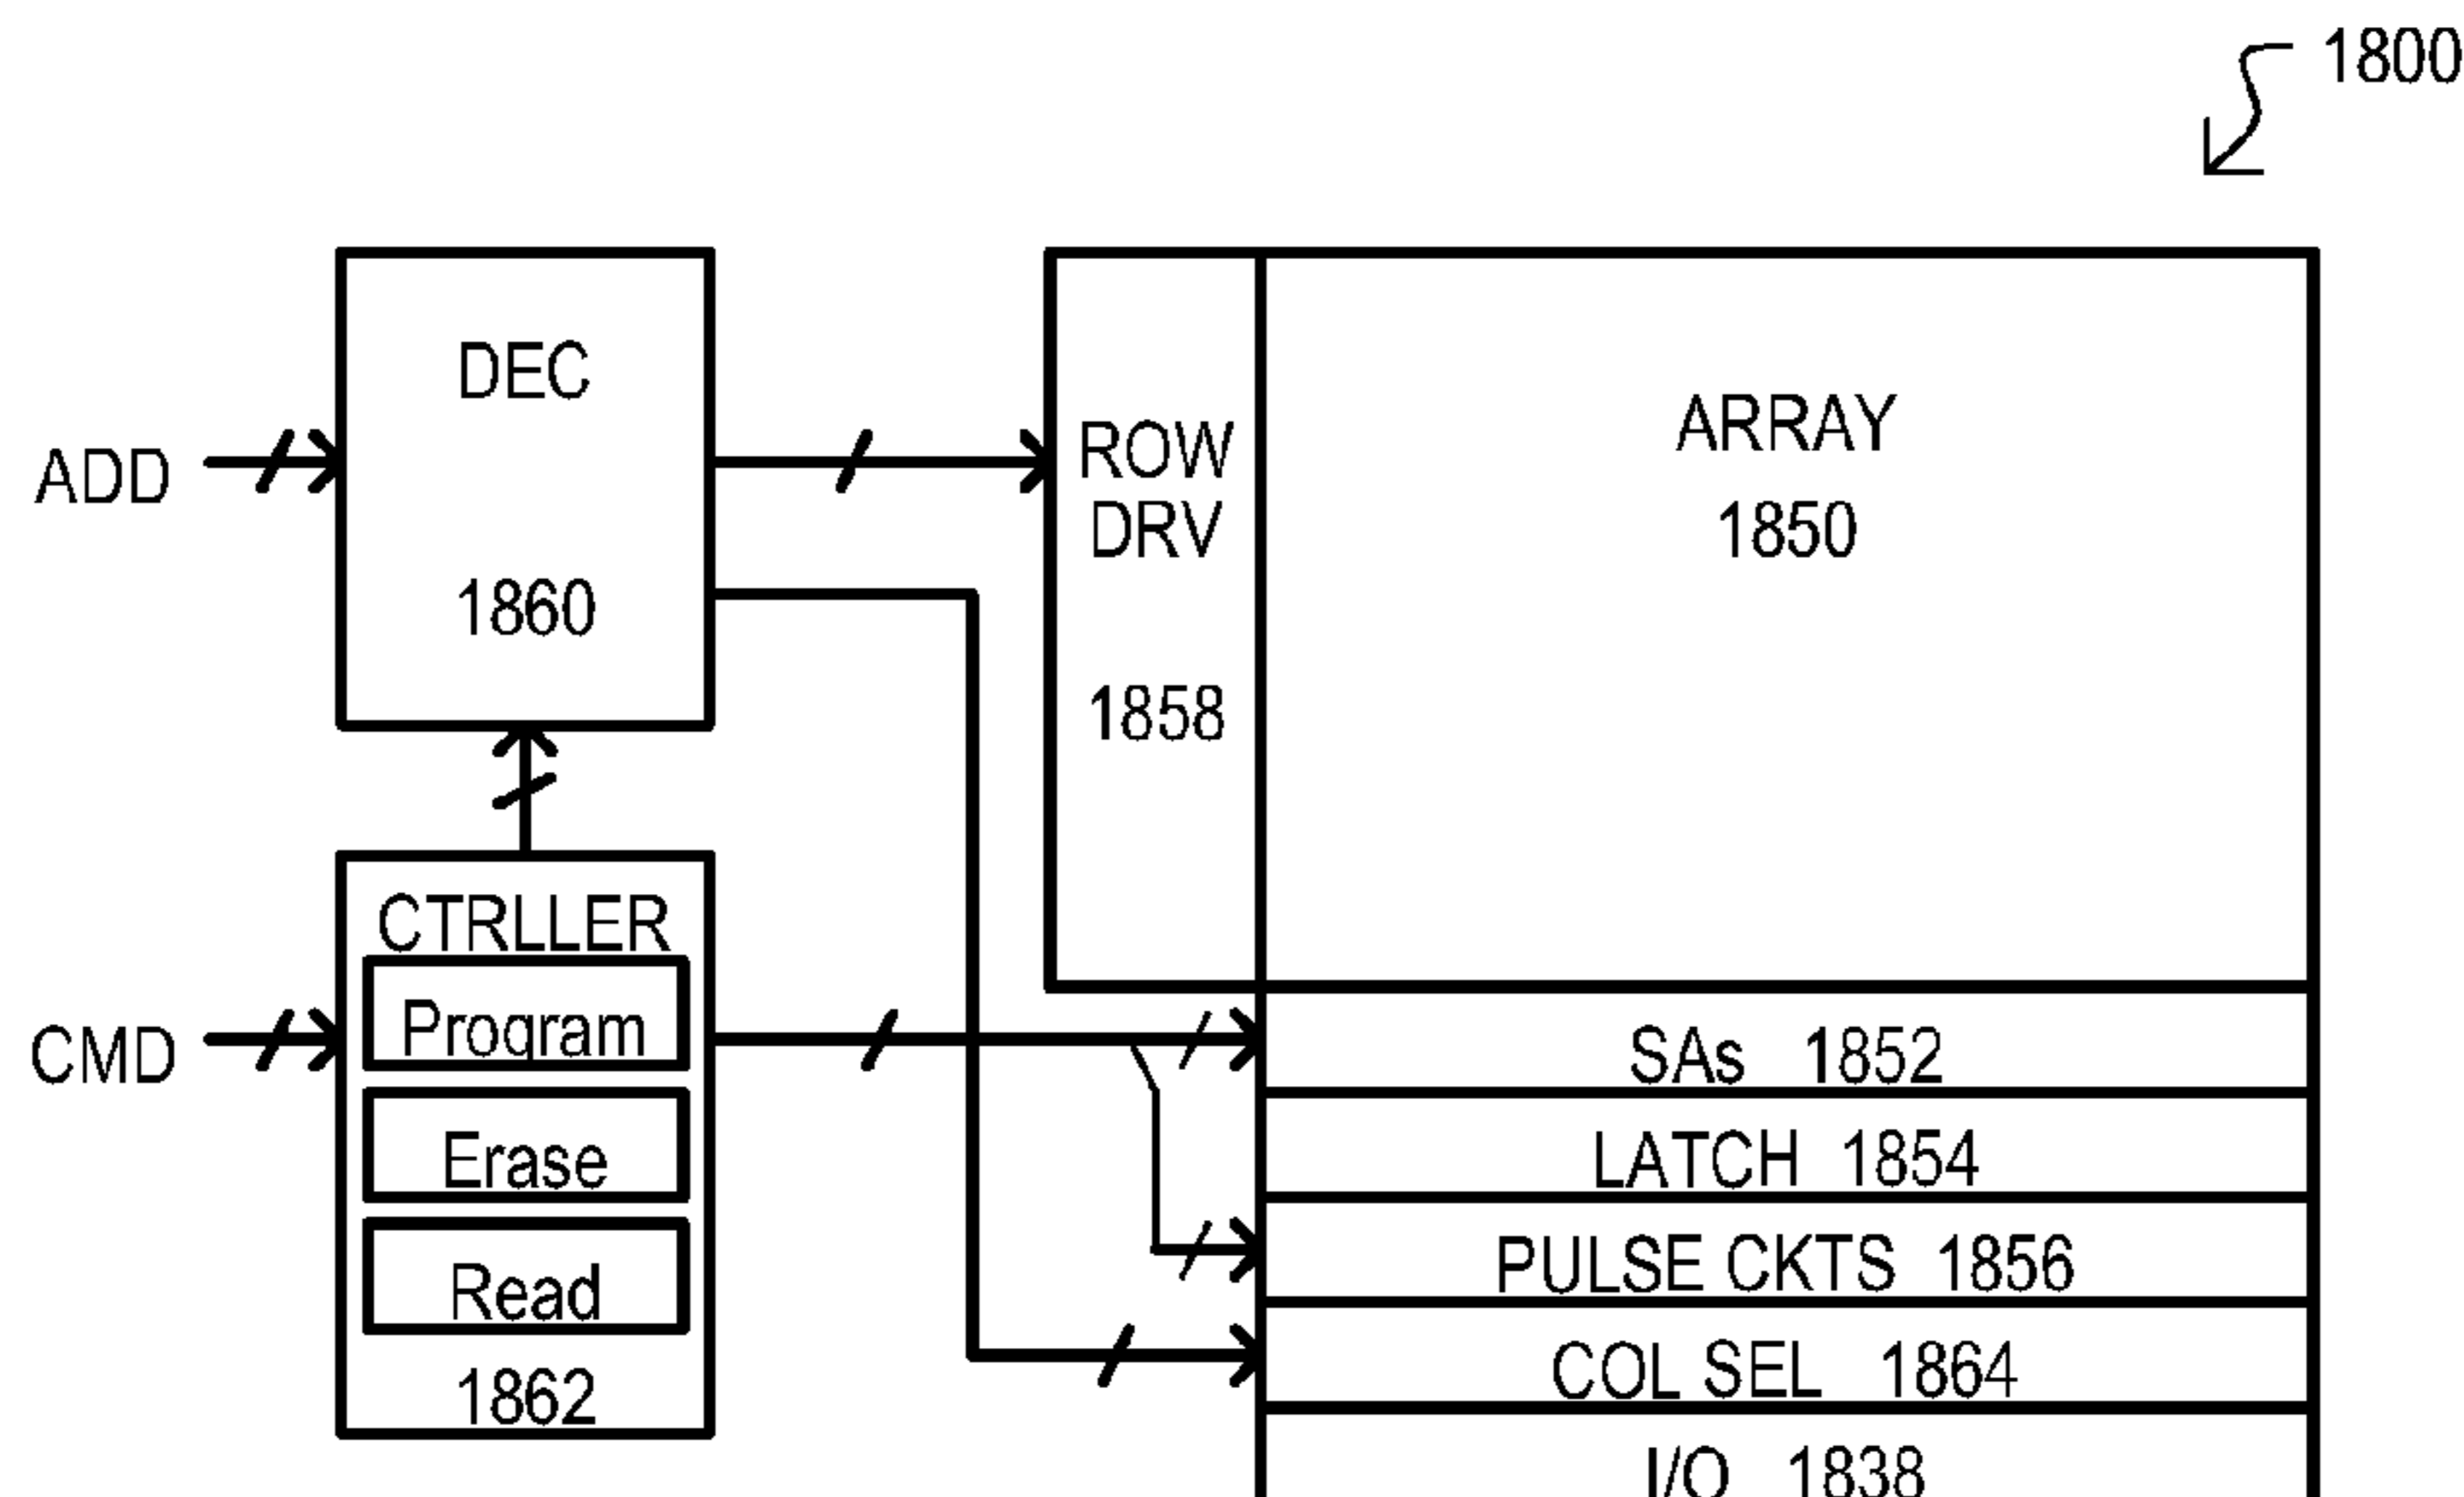 1800
DEC
1860
ADD
ROW
DRV
1858
ARRAY
1850
CTRLLER
Program
Erase
Read
1862
CMD
SAs 1852
LATCH 1854
PULSE CKTS 1856
COL SEL 1864
I/O 1838